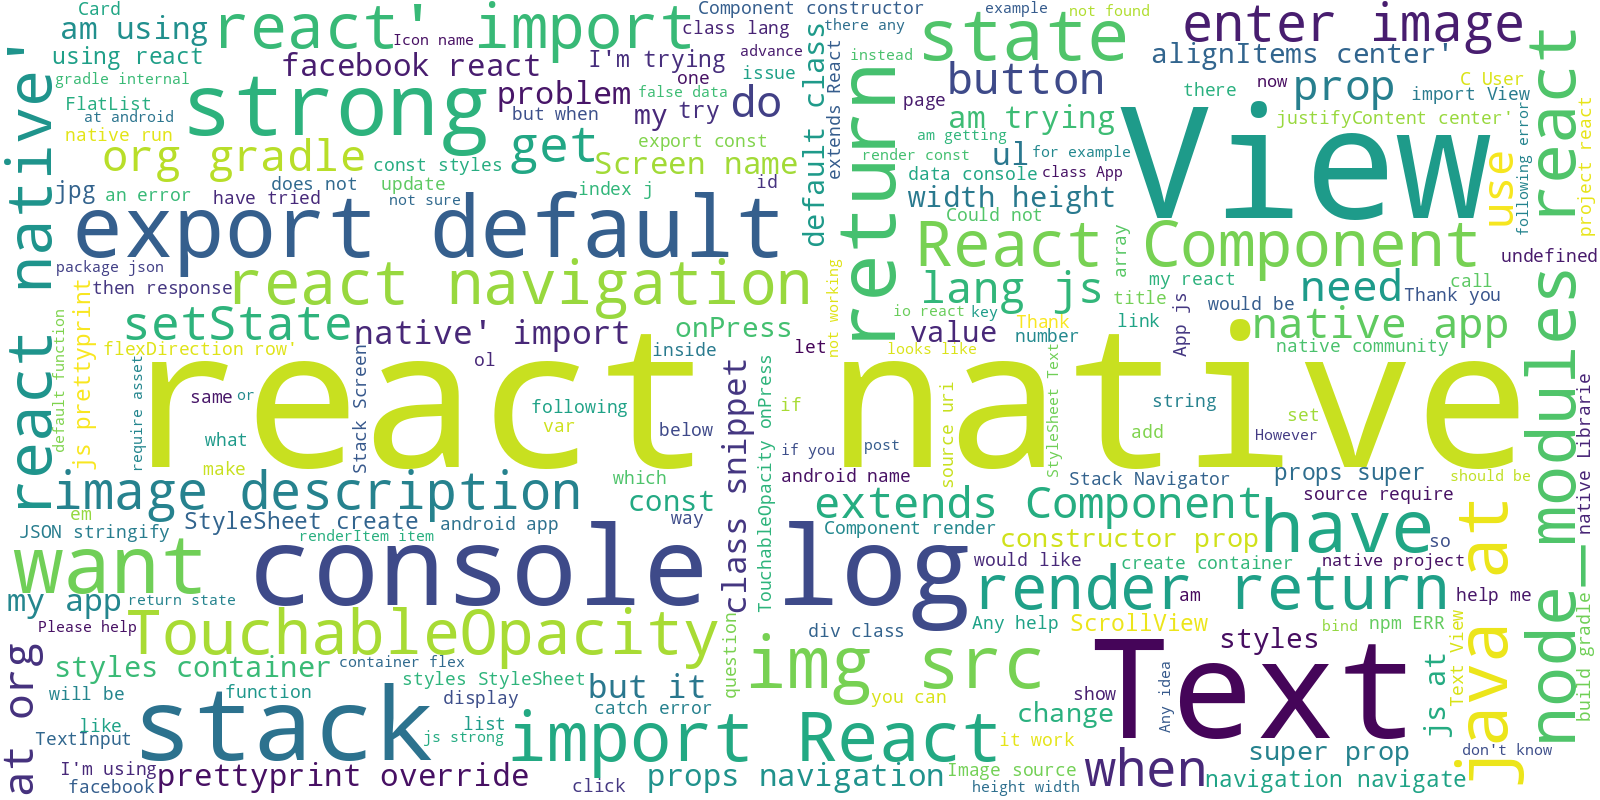 Card
am using
react' import
Icon name
Component constructor
class lang
there any
example
not found
enter image
using react
facebook react
I'm trying
advance
state
instead
alignItems center'
gradle internal
strong
problem
one
issue
default class
extends React
button
now
C User
FlatList
at android
but when
false data
my try
do
page
am trying
there
prop
import View
native run
org gradle
const styles
get
export const
Screen name
am getting
render const
ul
for example
View
justifyContent center'
use
following error
project react
react native'
jpg
an error
does not
have tried
update
not sure
index j
id
return
data console
class App
width height
Could not
node_modules react
export default
React Component
array
undefined
package json
then response
react navigation
not working
lang js
my react
title
need
call
Thank you
js prettyprint
default function
setState
native' import
onPress
io react
key
value
Thank
number
link
App js
would be
native app
flexDirection row'
ol
inside
let
looks like
native community
react native
require asset
same
or
Stack Screen
following
var
class snippet
TouchableOpacity onPress
if
source uri
styleSheet Text
string
add
set
However
native Librarie
what
make
below
if you
post
image description
which
const
android name
Stack Navigator
props super
should be
em
StyleSheet create
android app
way
extends Component
source require
java at
JSON stringify
renderItem item
Component render
constructor prop
have
so
want
console log
would like
create container
native project
my app
return state
render return
am
help me
Please help
TouchableOpacity
question
div class
Any help
ScrollView
bind
npm ERR
build gradle
at org
styles container
container flex
img src
Text
styles
Text View
will be
function
styles StyleSheet
display
but it
catch error
you can
show
Any idea
js at
like
TextInput
stack
list
js strong
import React
change
it work
super prop
don't know
I'm using
facebook
prettyprint override
click
props navigation
Image source
height width
when
navigation navigate